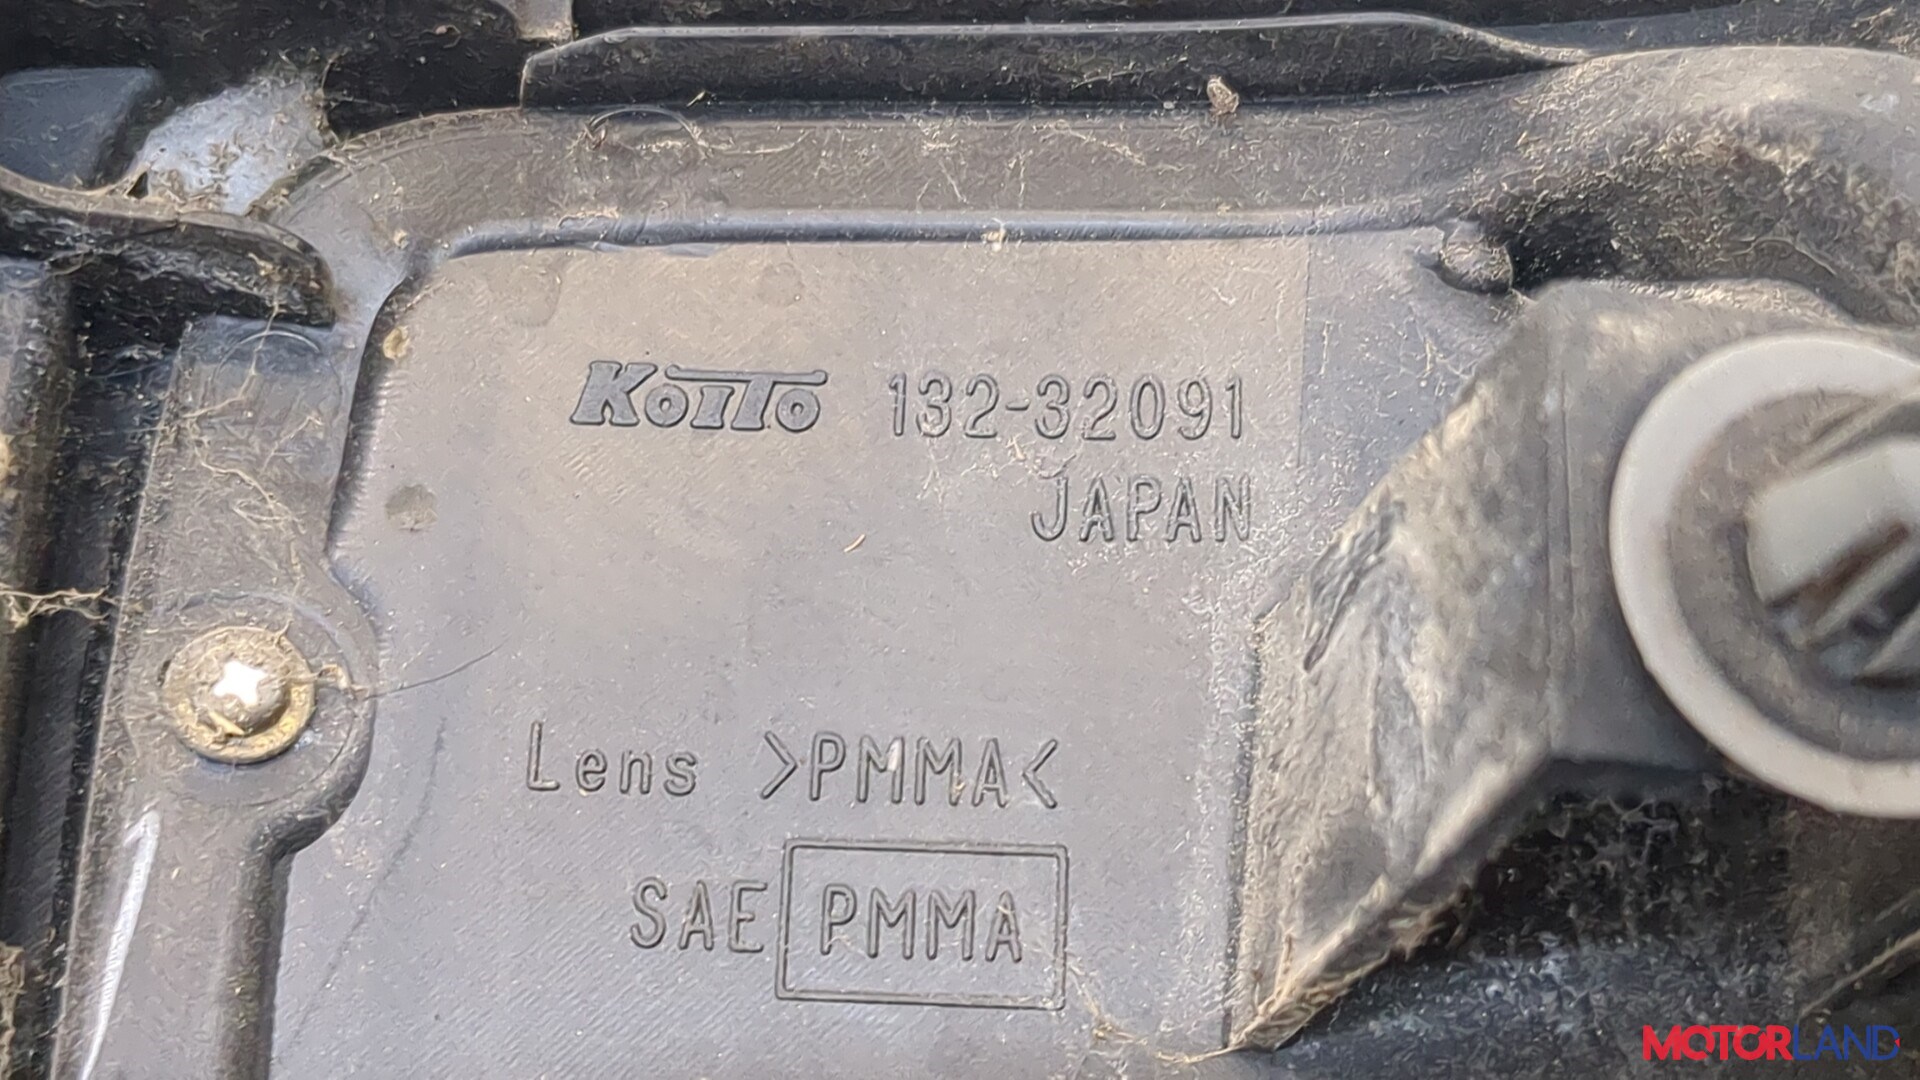 KOITO 132-32091
JAPAN
Lens >PMMA<
SAE PMMA
MOTORLAND